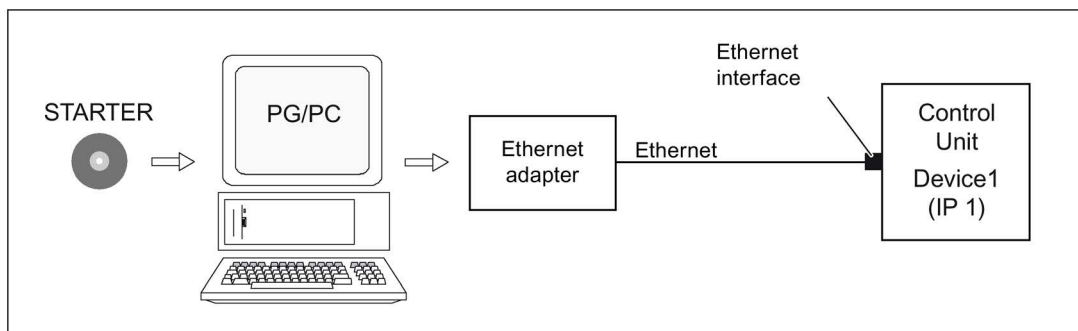 STARTER
PG/PC
Ethernet
adapter
Ethernet
Ethernet
interface
Control
Unit
Device1
(IP 1)